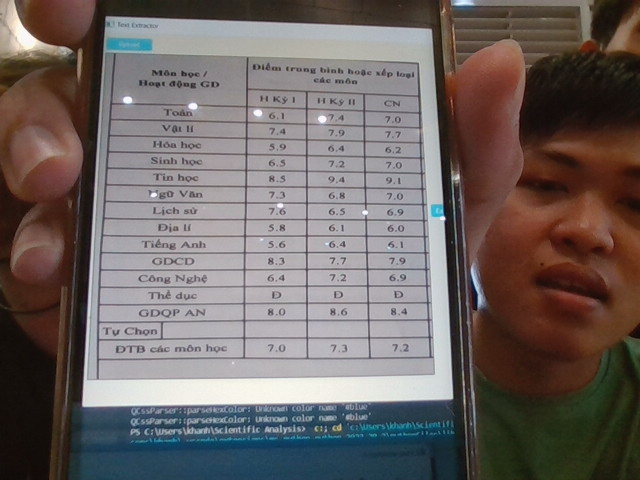 Text Extractor
Upload
Môn học /
Hoạt động GD
Điểm trung bình hoặc xếp loại
các môn
H Kỳ I H Kỳ II CN
Toán 6.1 7.4 7.0
Vật lí 7.4 7.9 7.7
Hóa học 5.9 6.4 6.2
Sinh học 6.5 7.2 7.0
Tin học 8.5 9.4 9.1
Ngữ Văn 7.3 6.8 7.0
Lịch sử 7.6 6.5 6.9
Địa lí 5.8 6.1 6.0
Tiếng Anh 5.6 6.4 6.1
GDCD 8.3 7.7 7.9
Công Nghệ 6.4 7.2 6.9
Thể dục Đ Đ Đ
GDQP AN 8.0 8.6 8.4
Tự Chọn
ĐTB các môn học 7.0 7.3 7.2
QCssParser::parseHexColor: Unknown color name '#blue'
QCssParser::parseHexColor: Unknown color name '#blue'
PS C:\Users\khanh\Scientific Analysis> c:; cd 'c:\Users\khanh\Scientif